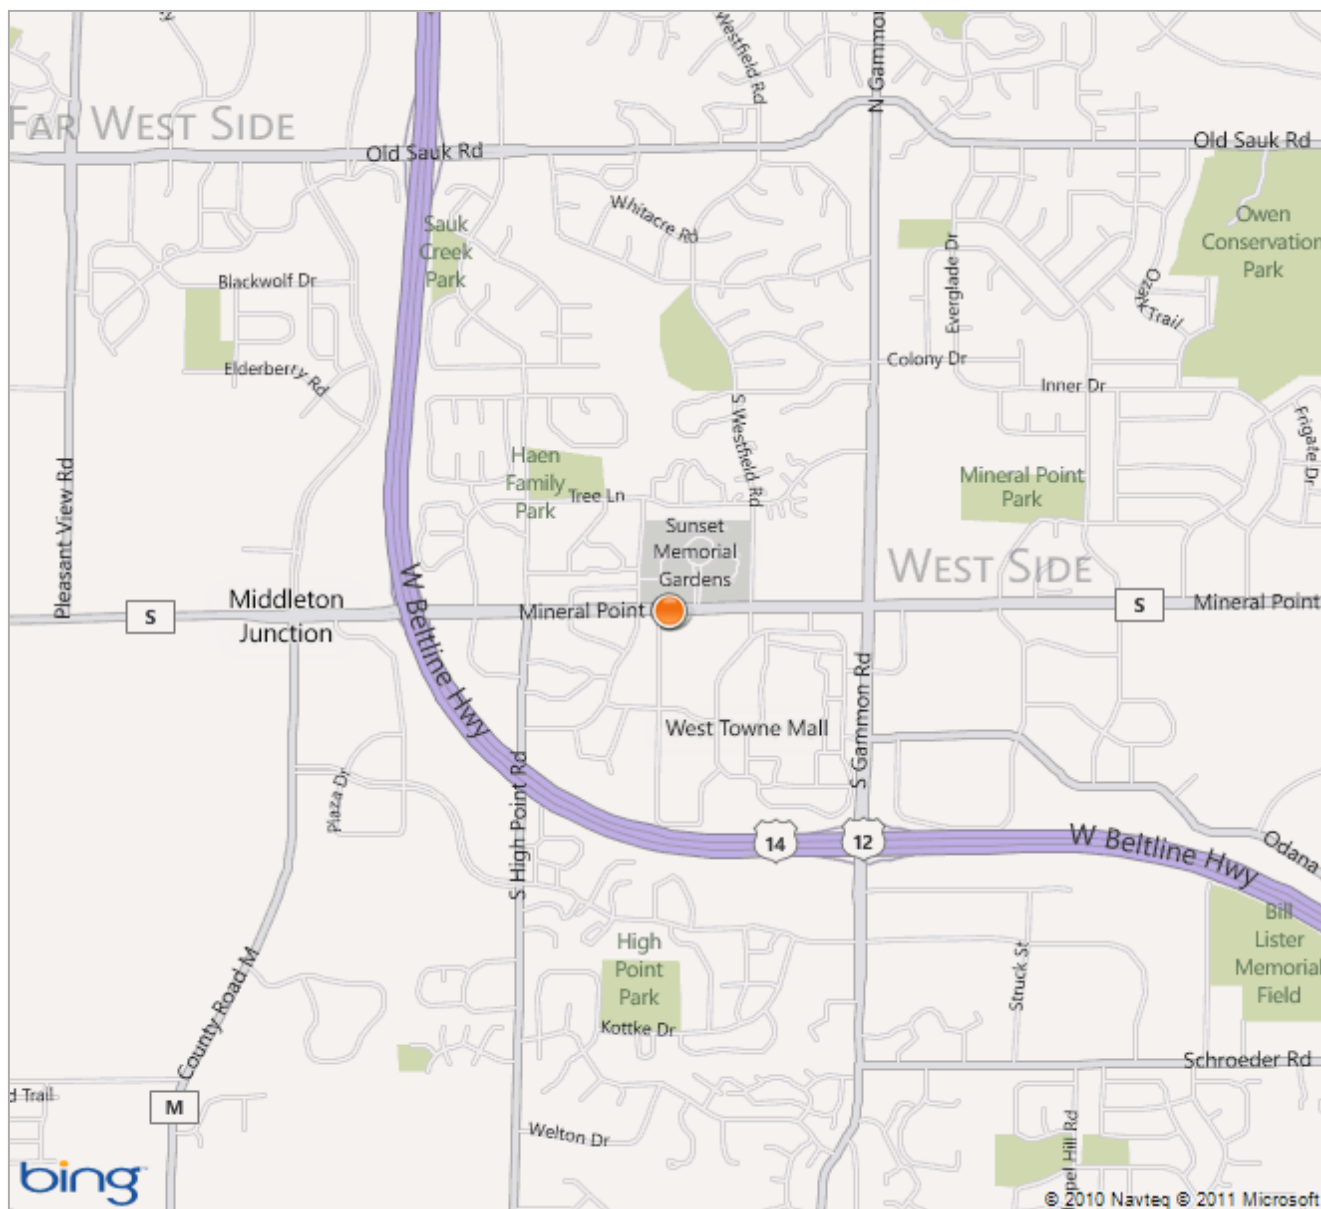 Westfield Rd
N Gammon
FAR WEST SIDE
Old Sauk Rd
Old Sauk Rd
Whitacre Rd
Sauk
Creek
Park
Owen
Conservation
Park
Everglade Dr
Ozark Trail
Blackwolf Dr
Elderberry Rd
Colony Dr
Inner Dr
S Westfield Rd
Frigate Dr
Pleasant View Rd
Haen
Family
Park
Tree Ln
Mineral Point
Park
Sunset
Memorial
Gardens
WEST SIDE
Middleton
Junction
S
Mineral Point
S
Mineral Point
W Beltline Hwy
West Towne Mall
S Gammon Rd
Plaza Dr
S High Point Rd
14
12
W Beltline Hwy
Odana
Bill
Lister
Memorial
Field
High
Point
Park
Struck St
County Road M
Kottke Dr
Schroeder Rd
d Trail
M
Welton Dr
pel Hill Rd
bing
© 2010 Navteq © 2011 Microsoft